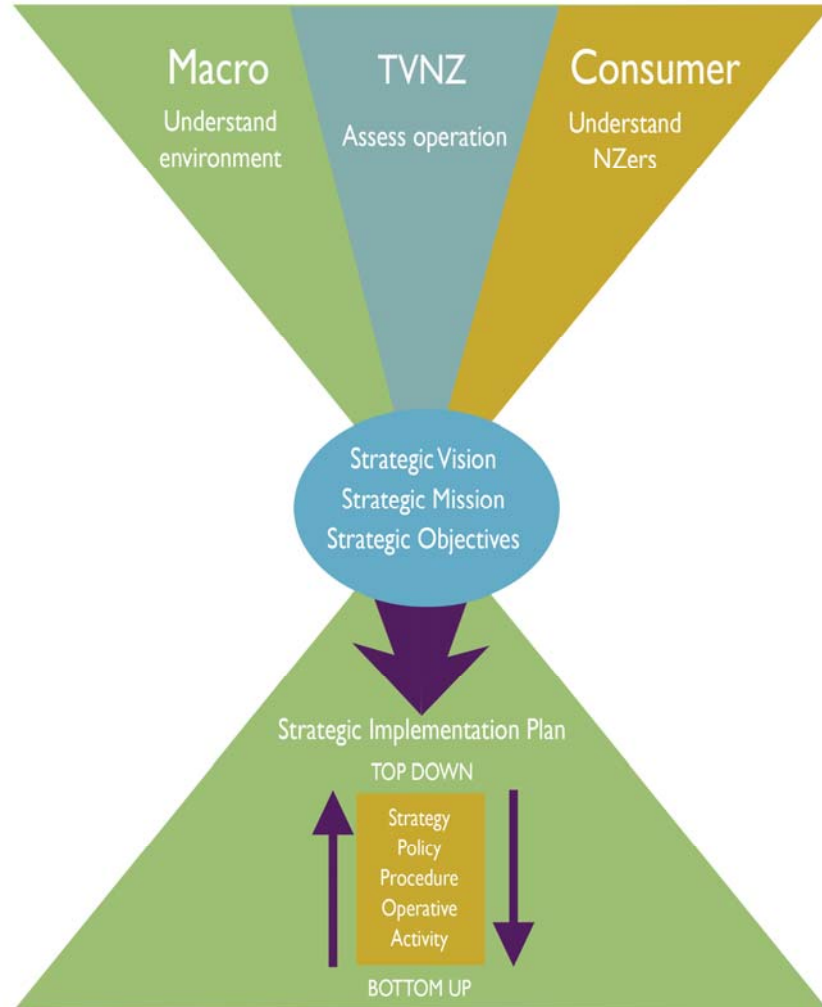 Macro
Understand
environment
TVNZ
Assess operation
Consumer
Understand
NZers
Strategic Vision
Strategic Mission
Strategic Objectives
Strategic Implementation Plan
TOP DOWN
Strategy
Policy
Procedure
Operative
Activity
BOTTOM UP